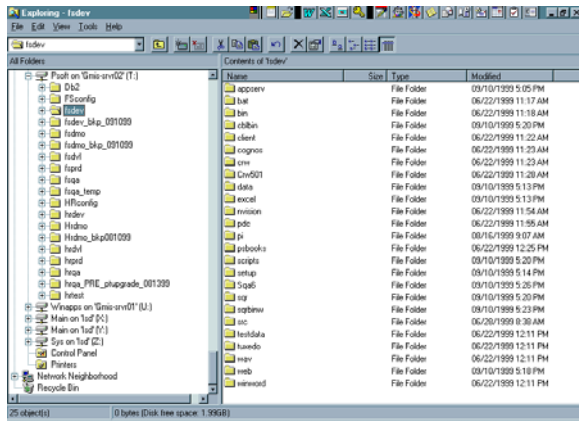 Exploring - fsdev
File Edit View Tools Help
fsdev
All Folders
Contents of 'fsdev'
Psoft on 'Gmis-srvr02' (T:)
Db2
FSconfig
fsdev
fsdev_bkp_091099
fsdmo
fsdmo_bkp_091099
fsdvl
fsprd
fsqa
fsqa_temp
HRconfig
hrdev
Hrdmo
Hrdmo_bkp001099
hrdvl
hrprd
hrqa
hrqa_PRE_ptupgrade_081399
hrtest
Winapps on 'Gmis-srvr01' (U:)
Main on '1sd' (X:)
Main on '1sd' (Y:)
Sys on '1sd' (Z:)
Control Panel
Printers
Network Neighborhood
Recycle Bin
Name Size Type Modified
appserv File Folder 09/10/1999 5:05 PM
bat File Folder 06/22/1999 11:17 AM
bin File Folder 06/22/1999 11:18 AM
cblbin File Folder 09/10/1999 5:20 PM
client File Folder 06/22/1999 11:22 AM
cognos File Folder 06/22/1999 11:23 AM
crw File Folder 06/22/1999 11:23 AM
Crw501 File Folder 06/22/1999 11:28 AM
data File Folder 09/10/1999 5:13 PM
excel File Folder 09/10/1999 5:13 PM
nvision File Folder 06/22/1999 11:54 AM
pdc File Folder 06/22/1999 11:55 AM
pi File Folder 08/16/1999 9:07 AM
psbooks File Folder 06/22/1999 12:25 PM
scripts File Folder 09/10/1999 5:20 PM
setup File Folder 09/10/1999 5:14 PM
Sqa6 File Folder 09/10/1999 5:26 PM
sqr File Folder 09/10/1999 5:20 PM
sqrbinw File Folder 09/10/1999 5:23 PM
src File Folder 06/28/1999 8:38 AM
testdata File Folder 06/22/1999 12:11 PM
tuxedo File Folder 06/22/1999 12:11 PM
wav File Folder 06/22/1999 12:11 PM
web File Folder 09/10/1999 5:18 PM
winword File Folder 06/22/1999 12:11 PM
25 object(s)
0 bytes (Disk free space: 1.99GB)